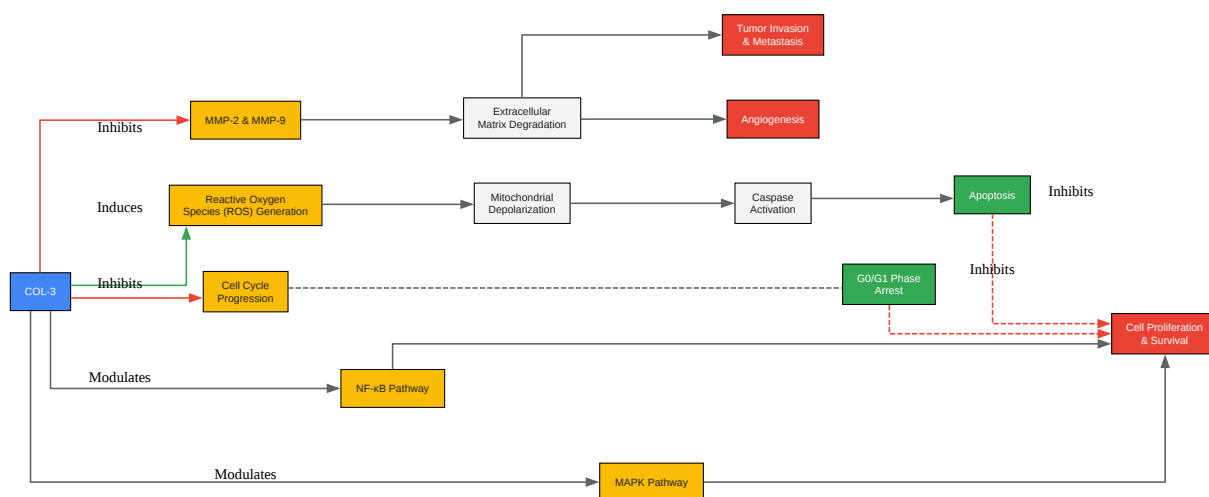 Tumor Invasion
& Metastasis
Inhibits
MMP-2 & MMP-9
Extracellular
Matrix Degradation
Angiogenesis
Induces
Reactive Oxygen
Species (ROS) Generation
Mitochondrial
Depolarization
Caspase
Activation
Apoptosis
Inhibits
COL-3
Inhibits
Cell Cycle
Progression
G0/G1 Phase
Arrest
Inhibits
Cell Proliferation
& Survival
Modulates
NF-κB Pathway
Modulates
MAPK Pathway